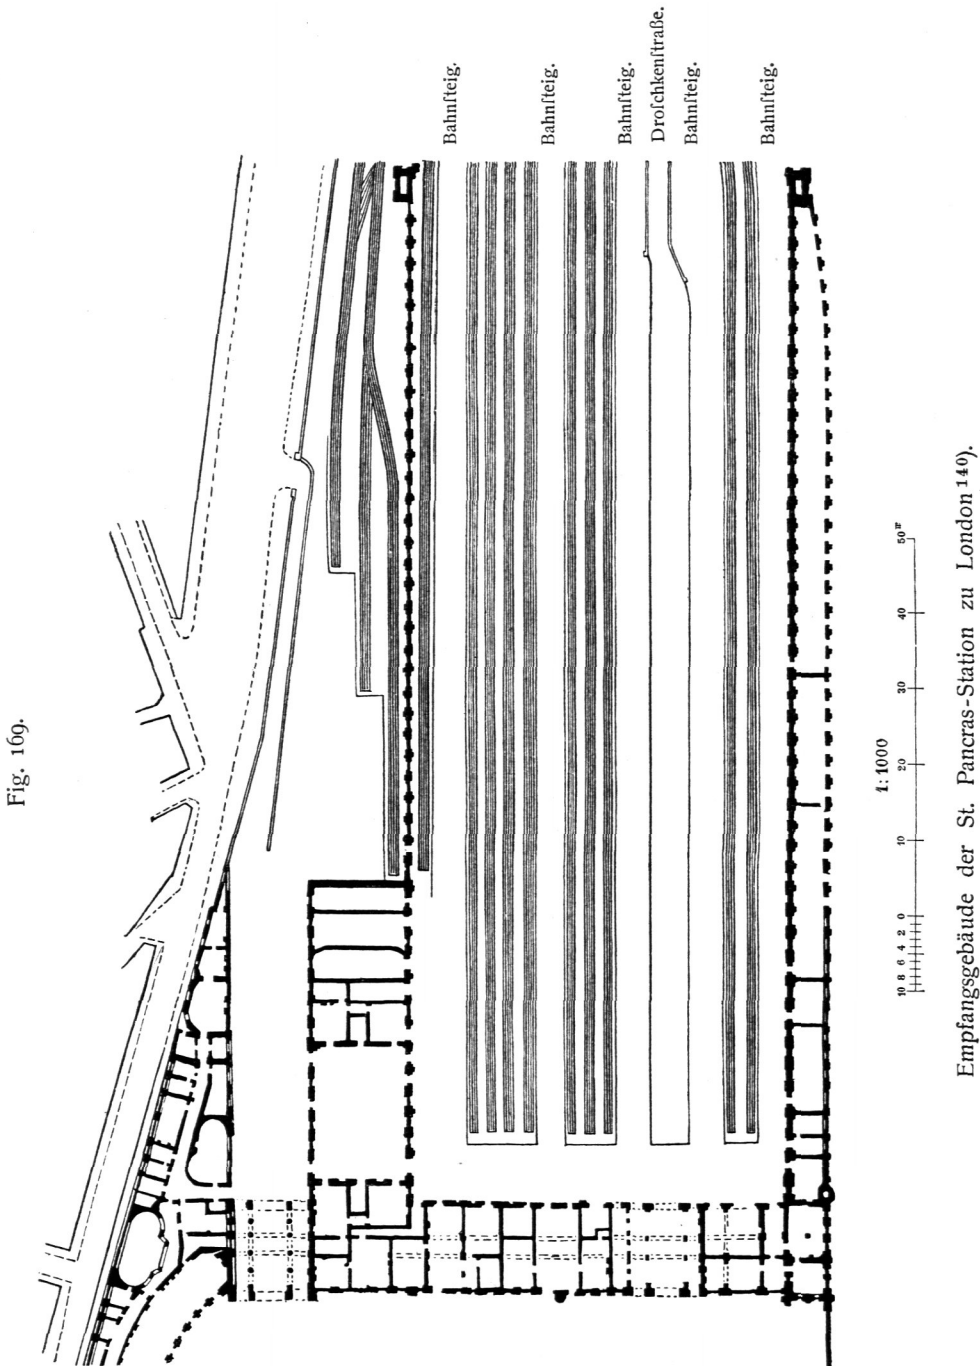 Fig. 169.
Bahnſteig.
Bahnſteig.
Bahnſteig.
Droſchkenſtraße.
Bahnſteig.
Bahnſteig.
1:1000
10 8 6 4 2 0 10 20 30 40 50 m
Empfangsgebäude der St. Pancras-Station zu London 140).